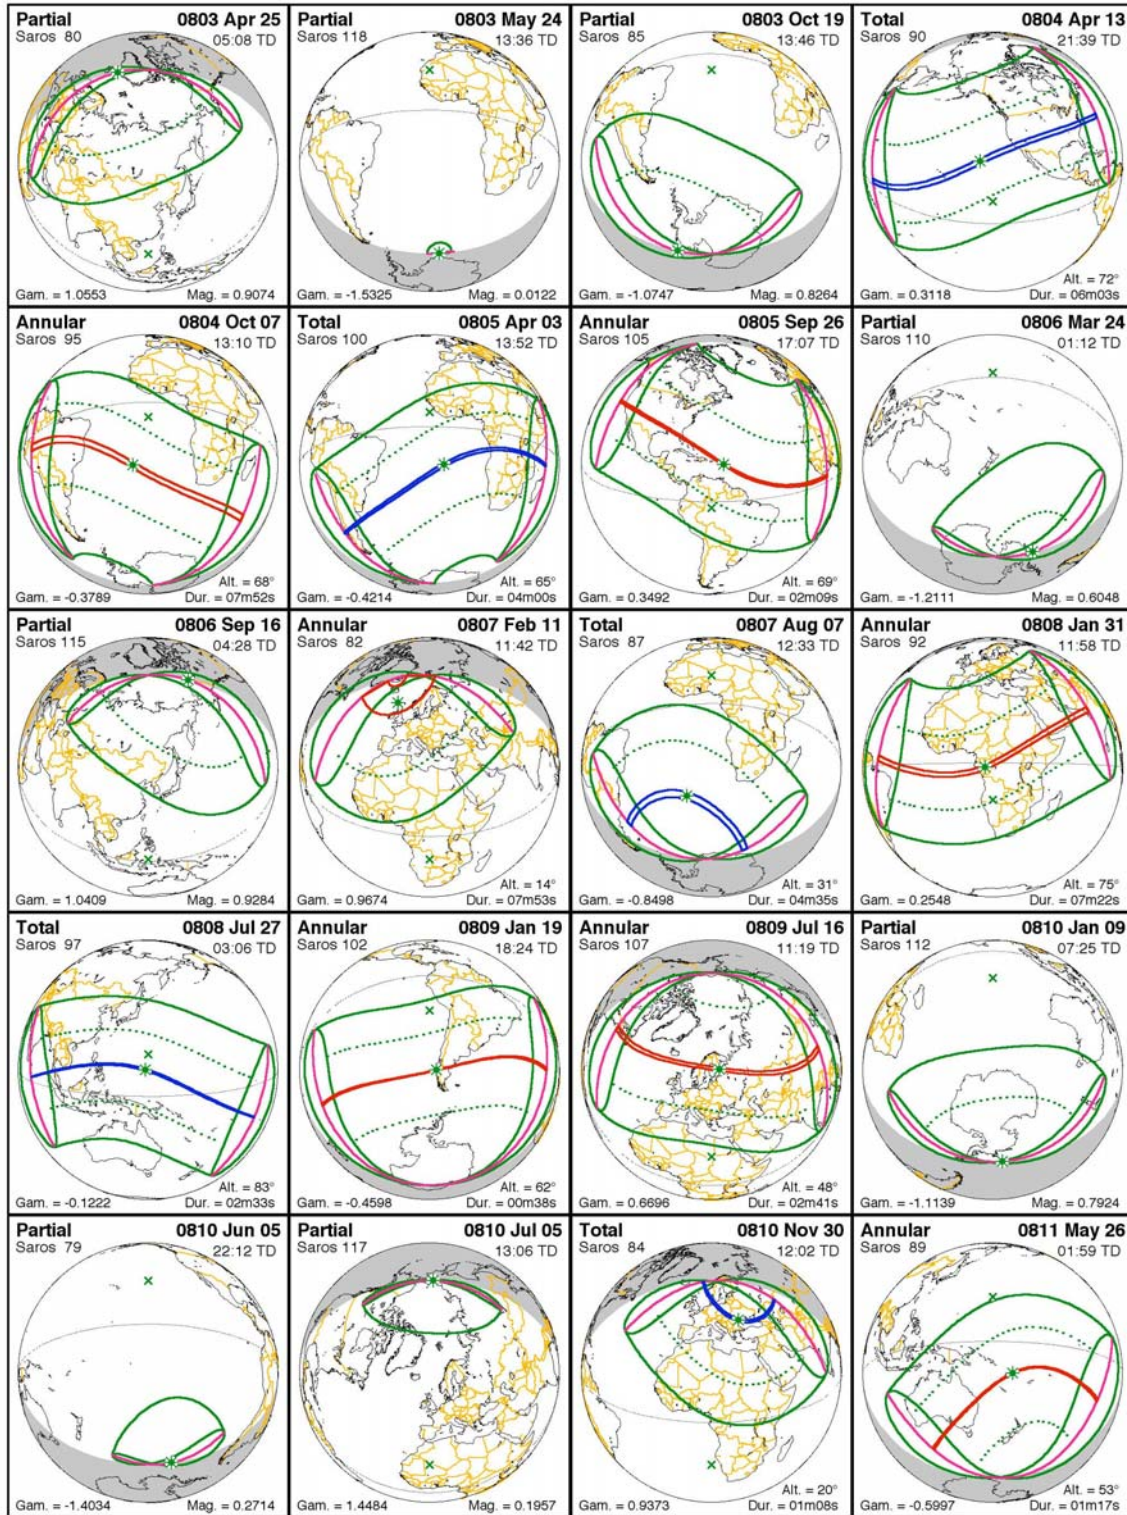 Partial 0803 Apr 25
Saros 80 05:08 TD
Gam. = 1.0553 Mag. = 0.9074
Partial 0803 May 24
Saros 118 13:36 TD
Gam. = -1.5325 Mag. = 0.0122
Partial 0803 Oct 19
Saros 85 13:46 TD
Gam. = -1.0747 Mag. = 0.8264
Total 0804 Apr 13
Saros 90 21:39 TD
Alt. = 72°
Gam. = 0.3118 Dur. = 06m03s
Annular 0804 Oct 07
Saros 95 13:10 TD
Alt. = 68°
Gam. = -0.3789 Dur. = 07m52s
Total 0805 Apr 03
Saros 100 13:52 TD
Alt. = 65°
Gam. = -0.4214 Dur. = 04m00s
Annular 0805 Sep 26
Saros 105 17:07 TD
Alt. = 69°
Gam. = 0.3492 Dur. = 02m09s
Partial 0806 Mar 24
Saros 110 01:12 TD
Gam. = -1.2111 Mag. = 0.6048
Partial 0806 Sep 16
Saros 115 04:28 TD
Gam. = 1.0409 Mag. = 0.9284
Annular 0807 Feb 11
Saros 82 11:42 TD
Alt. = 14°
Gam. = 0.9674 Dur. = 07m53s
Total 0807 Aug 07
Saros 87 12:33 TD
Alt. = 31°
Gam. = -0.8498 Dur. = 04m35s
Annular 0808 Jan 31
Saros 92 11:58 TD
Alt. = 75°
Gam. = 0.2548 Dur. = 07m22s
Total 0808 Jul 27
Saros 97 03:06 TD
Alt. = 83°
Gam. = -0.1222 Dur. = 02m33s
Annular 0809 Jan 19
Saros 102 18:24 TD
Alt. = 62°
Gam. = -0.4598 Dur. = 00m38s
Annular 0809 Jul 16
Saros 107 11:19 TD
Alt. = 48°
Gam. = 0.6696 Dur. = 02m41s
Partial 0810 Jan 09
Saros 112 07:25 TD
Gam. = -1.1139 Mag. = 0.7924
Partial 0810 Jun 05
Saros 79 22:12 TD
Gam. = -1.4034 Mag. = 0.2714
Partial 0810 Jul 05
Saros 117 13:06 TD
Gam. = 1.4484 Mag. = 0.1957
Total 0810 Nov 30
Saros 84 12:02 TD
Alt. = 20°
Gam. = 0.9373 Dur. = 01m08s
Annular 0811 May 26
Saros 89 01:59 TD
Alt. = 53°
Gam. = -0.5997 Dur. = 01m17s